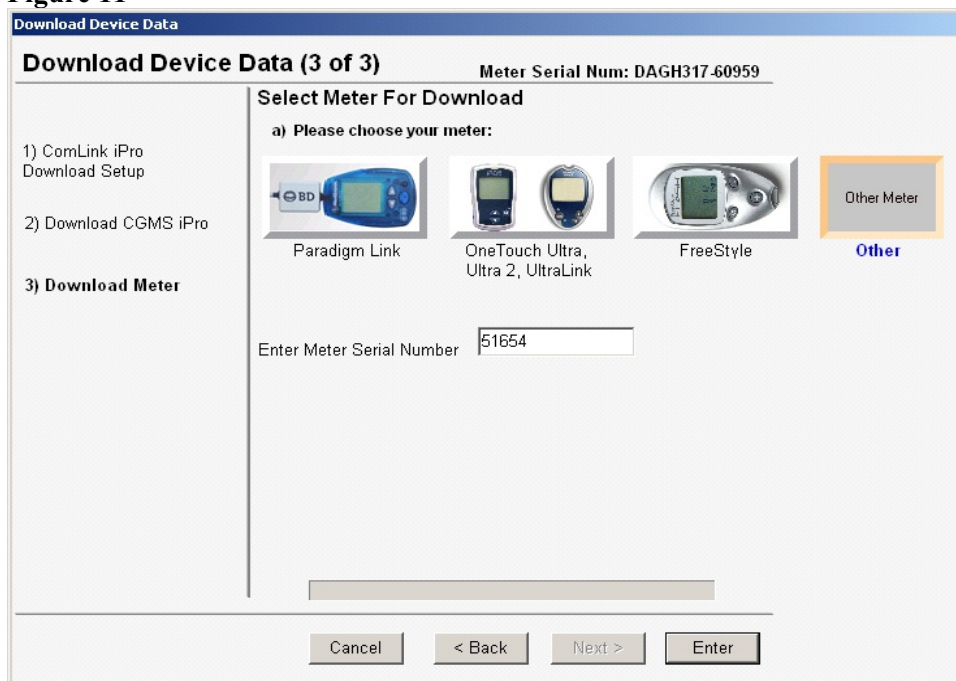 Download Device Data
Download Device Data (3 of 3)
Meter Serial Num: DAGH317-60959
1) ComLink iPro
Download Setup
2) Download CGMS iPro
3) Download Meter
Select Meter For Download
a) Please choose your meter:
BD
Other Meter
Paradigm Link
OneTouch Ultra,
Ultra 2, UltraLink
FreeStyle
Other
Enter Meter Serial Number
51654
Cancel
< Back
Next >
Enter